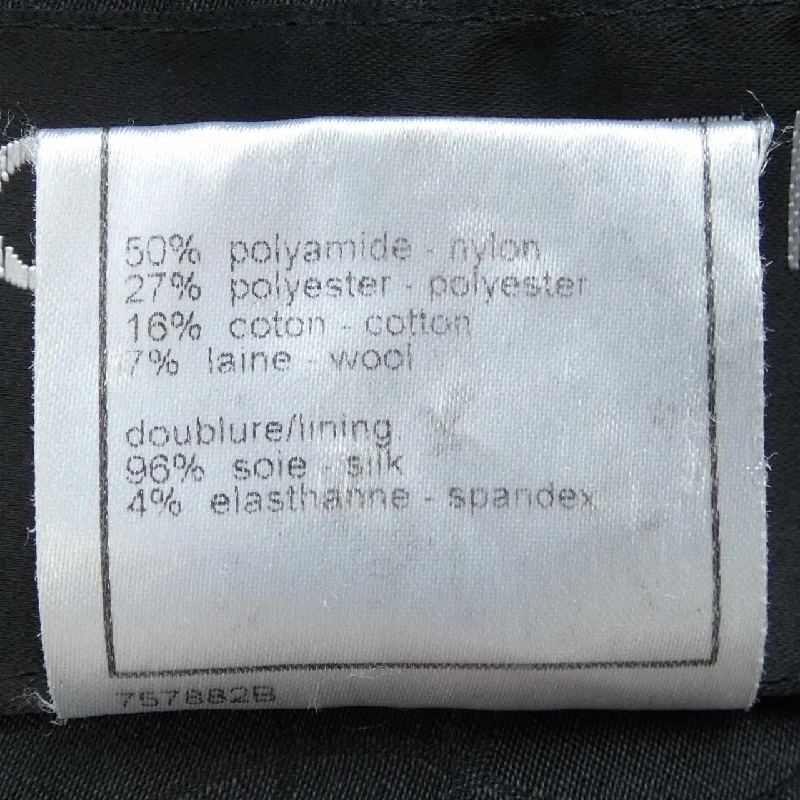 50% polyamide - nylon
27% polyester - polyester
16% coton - cotton
7% laine - wool
doublure/lining
96% soie - silk
4% elasthanne - spandex
757882B